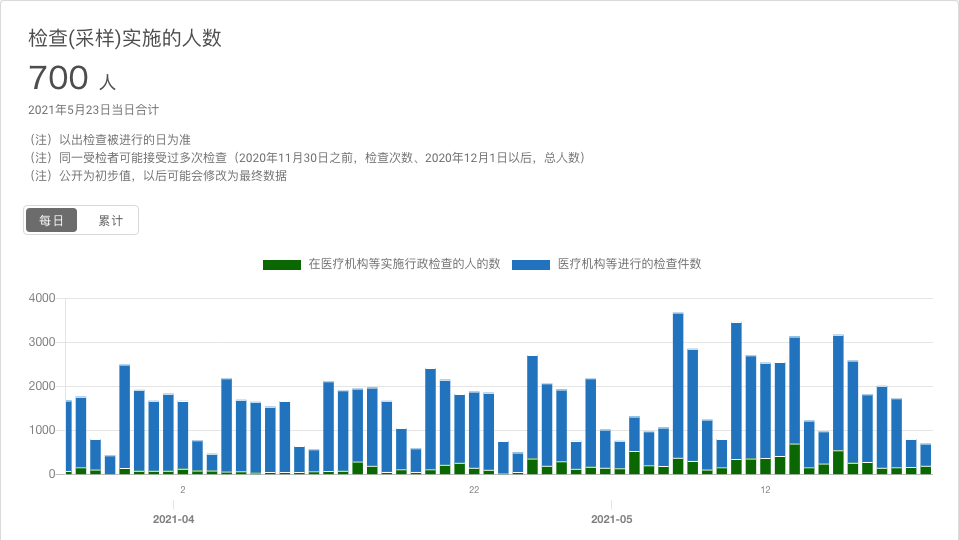 检查(采样)实施的人数
700 人
2021年5月23日当日合计
（注）以出检查被进行的日为准
（注）同一受检者可能接受过多次检查（2020年11月30日之前，检查次数、2020年12月1日以后，总人数）
（注）公开为初步值，以后可能会修改为最终数据
每日 累计
在医疗机构等实施行政检查的人的数 医疗机构等进行的检查件数
4000
3000
2000
1000
0
2 22 12
2021-04 2021-05